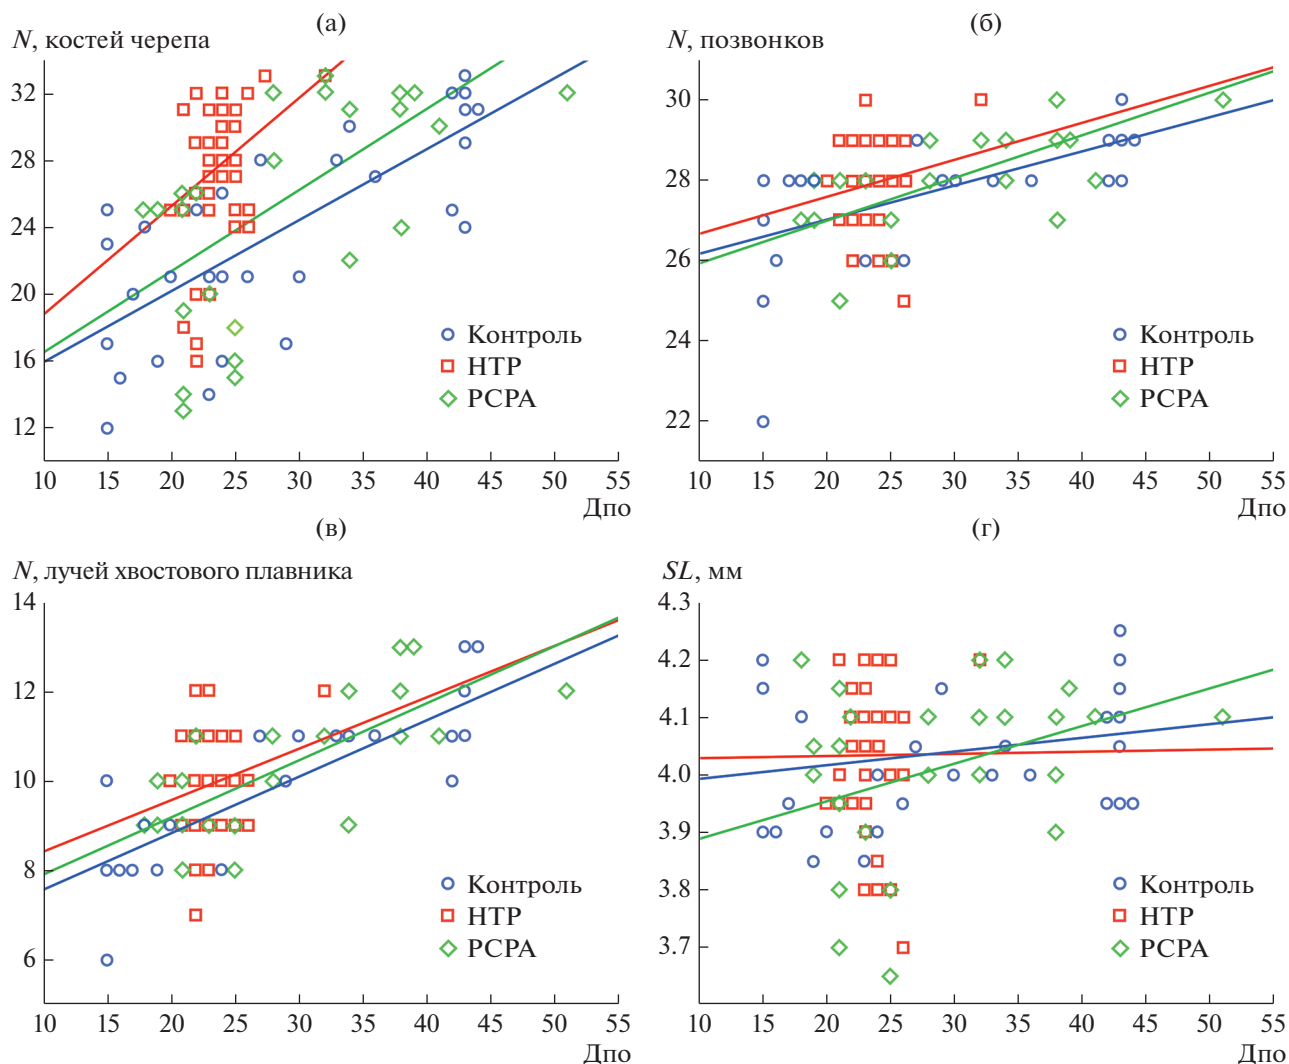 (а)
N, костей черепа
32
28
24
20
16
12
10 15 20 25 30 35 40 45 50 55
Дпо
Контроль
HTP
PCPA
(б)
N, позвонков
30
28
26
24
22
10 15 20 25 30 35 40 45 50 55
Дпо
Контроль
HTP
PCPA
(в)
N, лучей хвостового плавника
14
12
10
8
6
10 15 20 25 30 35 40 45 50 55
Дпо
Контроль
HTP
PCPA
(г)
SL, мм
4.3
4.2
4.1
4.0
3.9
3.8
3.7
10 15 20 25 30 35 40 45 50 55
Дпо
Контроль
HTP
PCPA